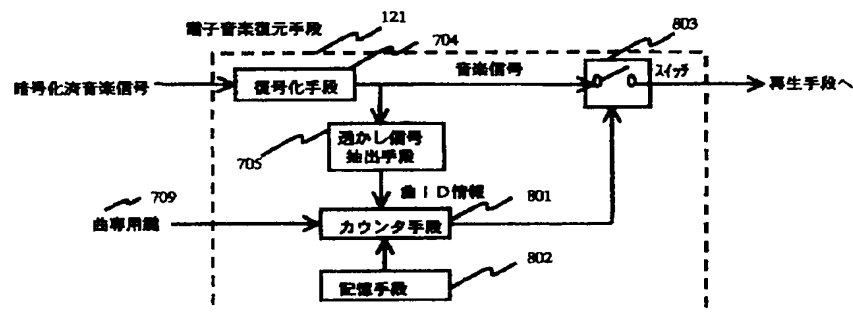 電子音楽復元手段
121
704
803
暗号化済音楽信号
復号化手段
音楽信号
スイッチ
再生手段へ
透かし信号
抽出手段
705
曲ID情報
709
801
曲専用鍵
カウンタ手段
802
記憶手段